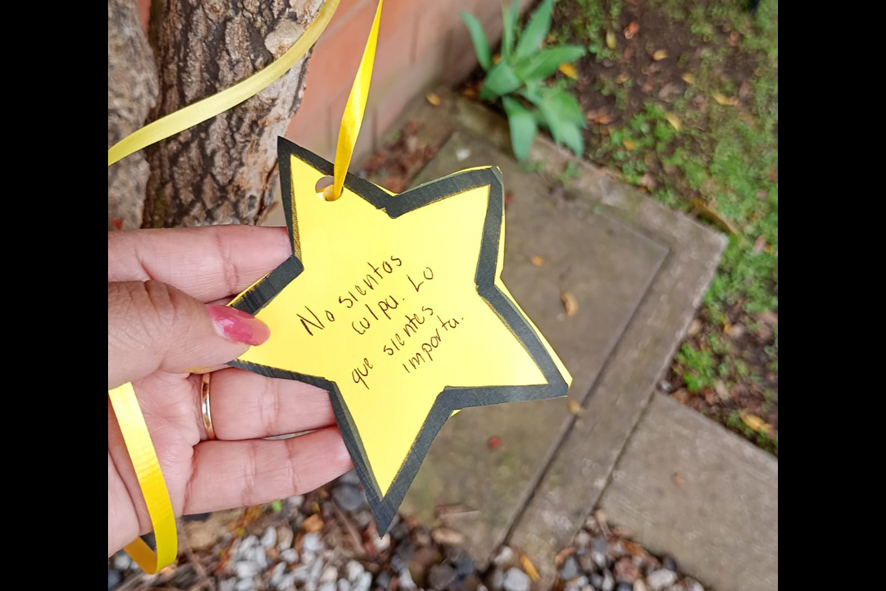 No sientas
culpa. Lo
que sientes
importa.